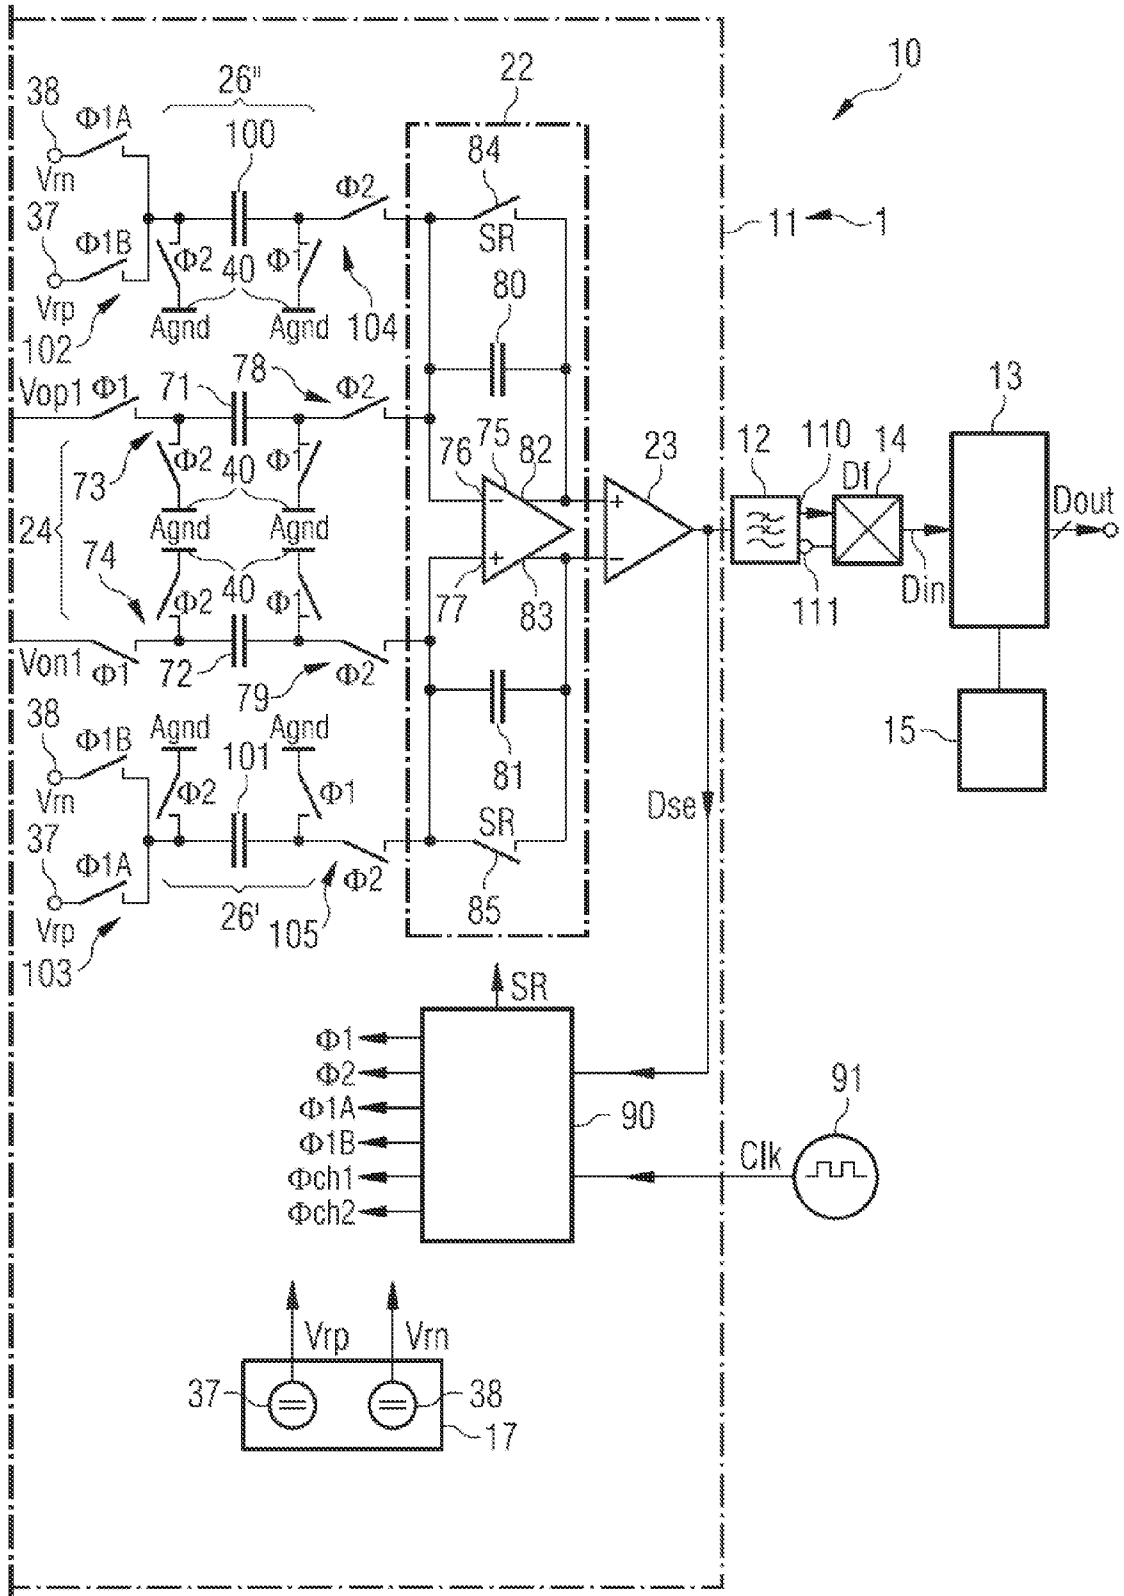 10
26"
22
38
Φ1A
100
84
Vrn
Φ2
37
Φ1B
SR
11
1
Φ2
40
Φ1
80
Vrp
Agnd
Agnd
104
102
78
Vop1
Φ1
71
Φ2
13
76
75
82
23
12
110
14
73
Φ2
40
Φ1
Df
Dout
24
Agnd
Agnd
74
40
77
83
111
Din
Φ2
Φ1
Von1
Φ1
72
79
Φ2
38
Φ1B
Agnd
101
Agnd
15
81
Vrn
Φ2
Φ1
Dse
37
SR
Φ1A
Φ2
85
Vrp
26'
105
103
SR
Φ1
Φ2
91
Φ1A
90
Φ1B
Clk
Φch1
Φch2
Vrp
Vrn
37
38
17